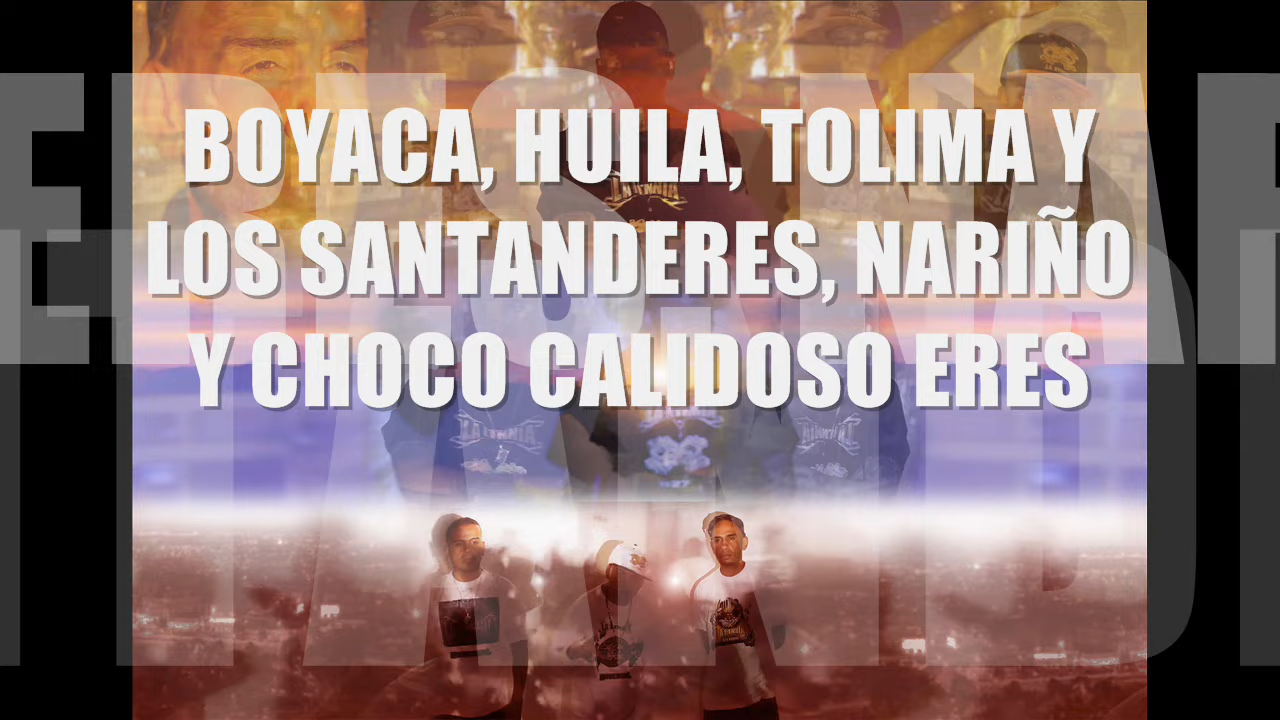 BOYACA, HUILA, TOLIMA Y
LOS SANTANDERES, NARIÑO
Y CHOCO CALIDOSO ERES